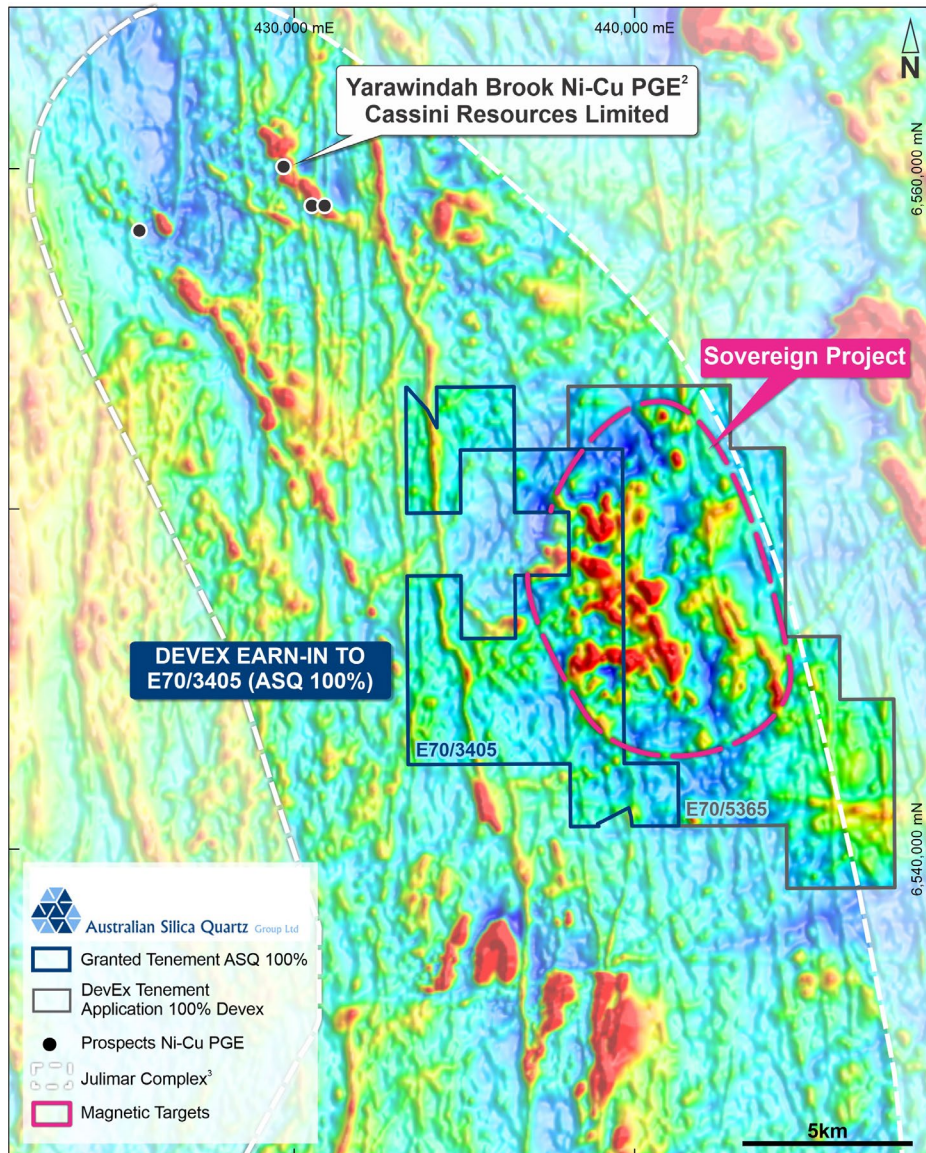 430,000 mE
440,000 mE
N
Yarawindah Brook Ni-Cu PGE²
Cassini Resources Limited
6,560,000 mN
Sovereign Project
DEVEX EARN-IN TO
E70/3405 (ASQ 100%)
E70/3405
E70/5365
6,540,000 mN
Australian Silica Quartz Group Ltd
Granted Tenement ASQ 100%
DevEx Tenement
Application 100% Devex
Prospects Ni-Cu PGE
Julimar Complex³
Magnetic Targets
5km